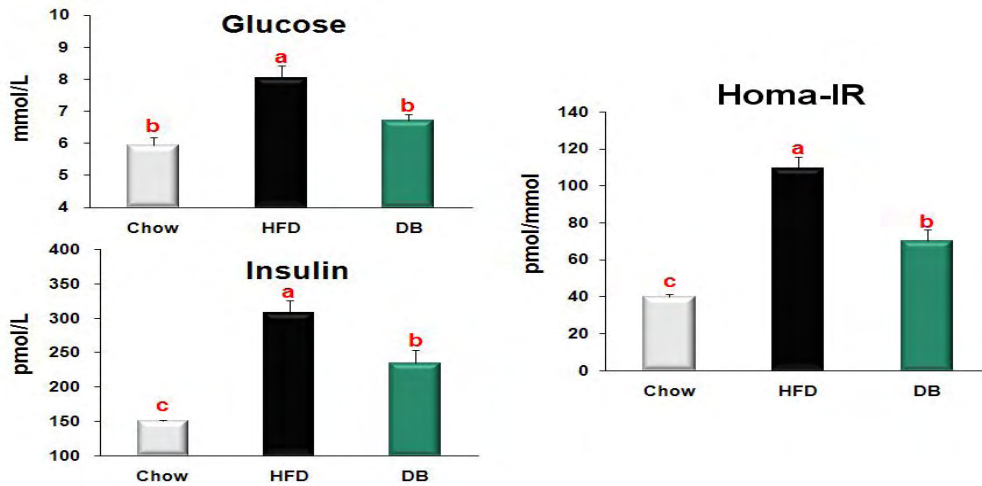 Glucose
mmol/L
10
9
8
7
6
5
4
b
a
b
Chow HFD DB
Insulin
pmol/L
400
350
300
250
200
150
100
c
a
b
Chow HFD DB
Homa-IR
pmol/mmol
140
120
100
80
60
40
20
0
c
a
b
Chow HFD DB